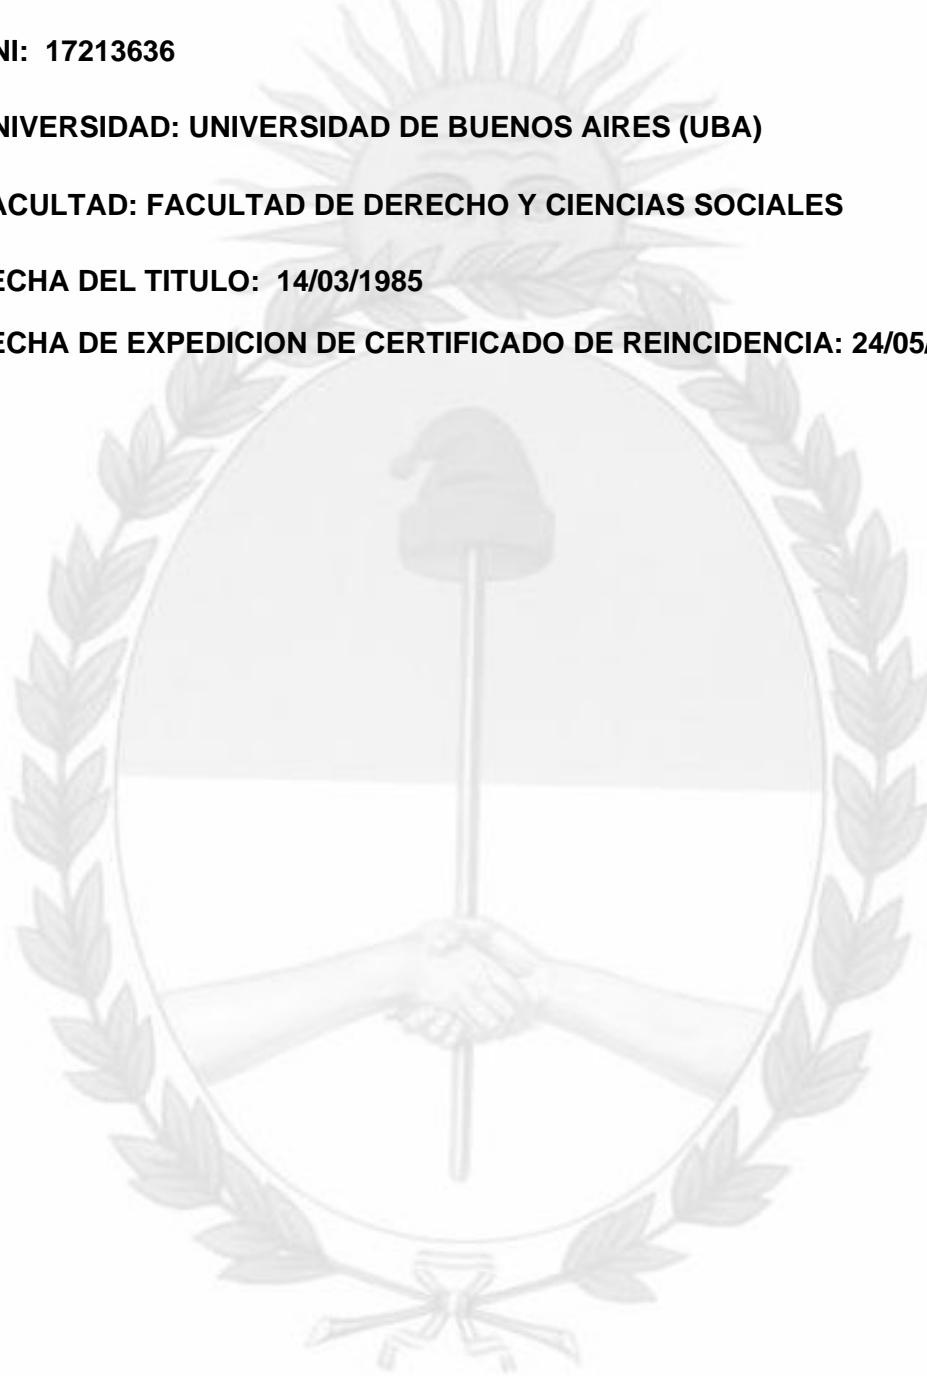 NI: 17213636
NIVERSIDAD: UNIVERSIDAD DE BUENOS AIRES (UBA)
ACULTAD: FACULTAD DE DERECHO Y CIENCIAS SOCIALES
ECHA DEL TITULO: 14/03/1985
ECHA DE EXPEDICION DE CERTIFICADO DE REINCIDENCIA: 24/05/